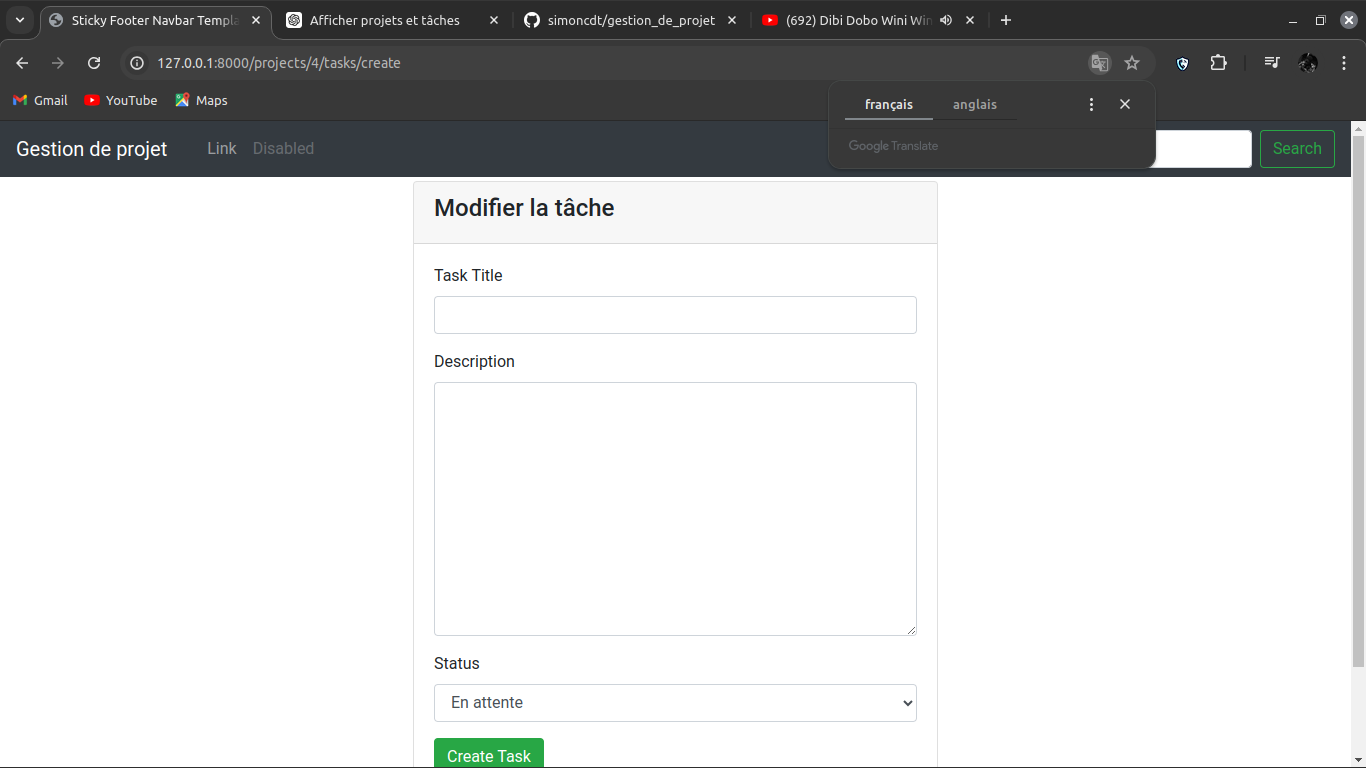 Sticky Footer Navbar Templa
Afficher projets et tâches
simoncdt/gestion_de_projet
(692) Dibi Dobo Wini Win
127.0.0.1:8000/projects/4/tasks/create
Gmail
YouTube
Maps
français
anglais
Google Translate
Gestion de projet
Link
Disabled
Search
Modifier la tâche
Task Title
Description
Status
En attente
Create Task